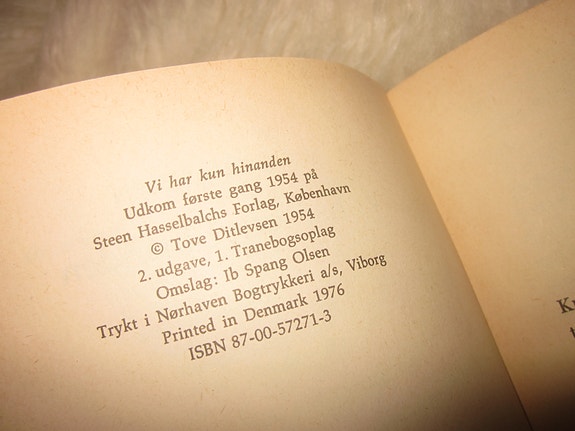 Vi har kun hinanden
Udkom første gang 1954 på
Steen Hasselbalchs Forlag, København
© Tove Ditlevsen 1954
2. udgave, 1. Tranebogsoplag
Omslag: Ib Spang Olsen
Trykt i Nørhaven Bogtrykkeri a/s, Viborg
Printed in Denmark 1976
ISBN 87-00-57271-3